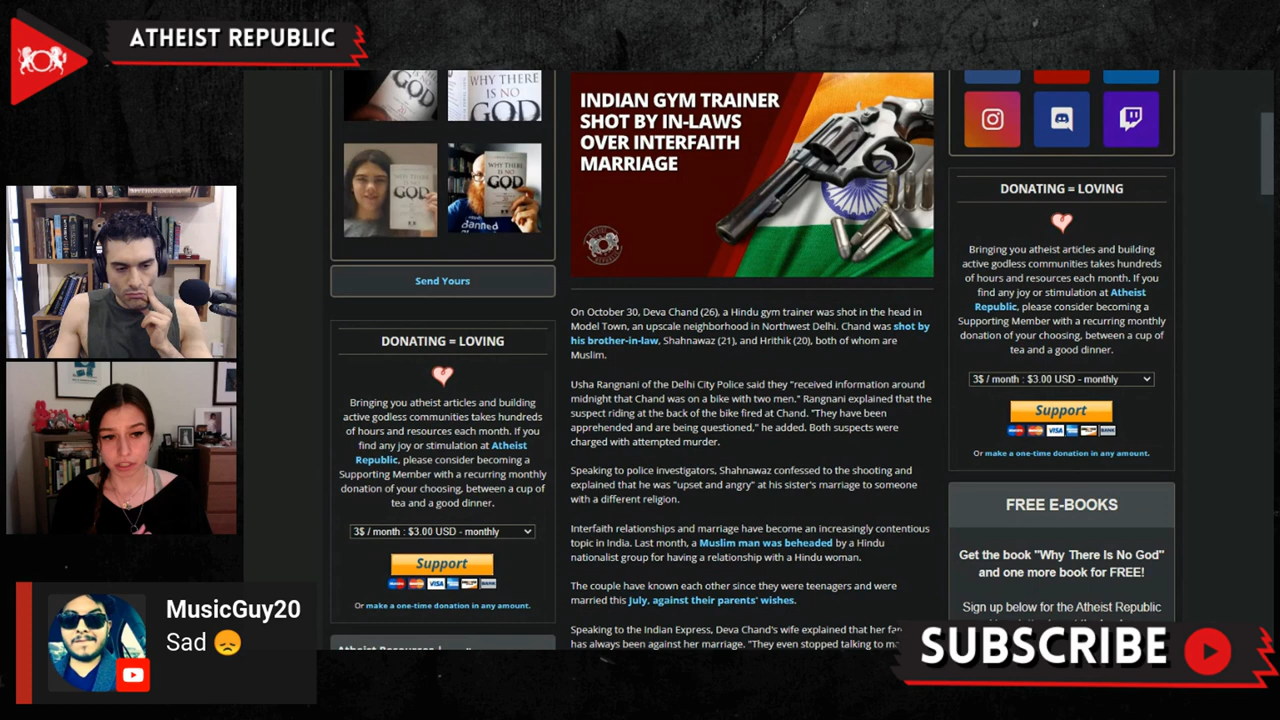 ATHEIST REPUBLIC
GOD
WHY THERE
IS NO
GOD
WHY THERE
IS NO
GOD
WHY THERE
IS NO
GOD
Banned
Send Yours
DONATING = LOVING
Bringing you atheist articles and building
active godless communities takes hundreds
of hours and resources each month. If you
find any joy or stimulation at Atheist
Republic, please consider becoming a
Supporting Member with a recurring monthly
donation of your choosing, between a cup of
tea and a good dinner.
3$ / month : $3.00 USD - monthly
Support
VISA
BANK
Or make a one-time donation in any amount.
INDIAN GYM TRAINER
SHOT BY IN-LAWS
OVER INTERFAITH
MARRIAGE
On October 30, Deva Chand (26), a Hindu gym trainer was shot in the head in
Model Town, an upscale neighborhood in Northwest Delhi. Chand was shot by
his brother-in-law, Shahnawaz (21), and Hrithik (20), both of whom are
Muslim.
Usha Rangnani of the Delhi City Police said they "received information around
midnight that Chand was on a bike with two men." Rangnani explained that the
suspect riding at the back of the bike fired at Chand. "They have been
apprehended and are being questioned," he added. Both suspects were
charged with attempted murder.
Speaking to police investigators, Shahnawaz confessed to the shooting and
explained that he was "upset and angry" at his sister's marriage to someone
with a different religion.
Interfaith relationships and marriage have become an increasingly contentious
topic in India. Last month, a Muslim man was beheaded by a Hindu
nationalist group for having a relationship with a Hindu woman.
The couple have known each other since they were teenagers and were
married this July, against their parents' wishes.
Speaking to the Indian Express, Deva Chand's wife explained that her
has always been against her marriage. "They even stopped talking to
DONATING = LOVING
Bringing you atheist articles and building
active godless communities takes hundreds
of hours and resources each month. If you
find any joy or stimulation at Atheist
Republic, please consider becoming a
Supporting Member with a recurring monthly
donation of your choosing, between a cup of
tea and a good dinner.
3$ / month : $3.00 USD - monthly
Support
VISA
BANK
Or make a one-time donation in any amount.
FREE E-BOOKS
Get the book "Why There Is No God"
and one more book for FREE!
Sign up below for the Atheist Republic
MusicGuy20
Sad 😞
SUBSCRIBE